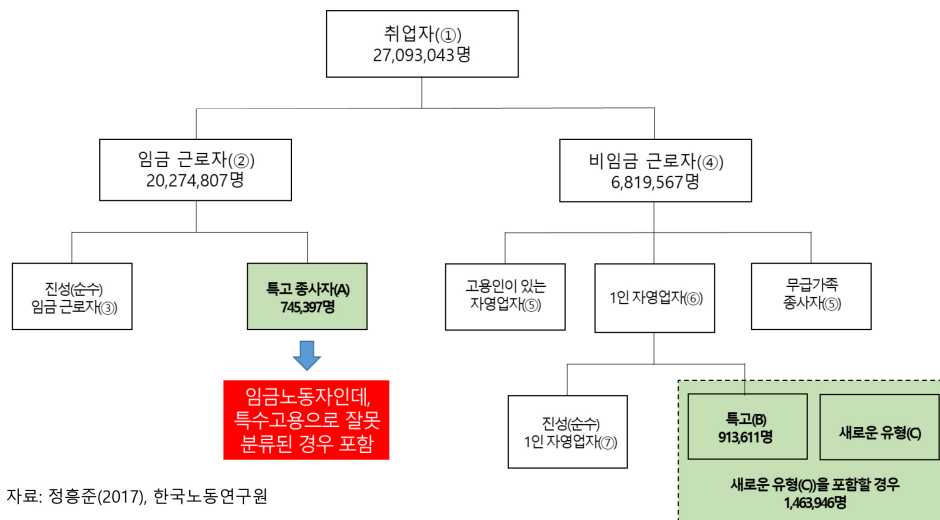 취업자(①)
27,093,043명
임금 근로자(②)
20,274,807명
비임금 근로자(④)
6,819,567명
진성(순수)
임금 근로자(③)
특고 종사자(A)
745,397명
고용인이 있는
자영업자(⑤)
1인 자영업자(⑥)
무급가족
종사자(⑤)
임금노동자인데,
특수고용으로 잘못
분류된 경우 포함
진성(순수)
1인 자영업자(⑦)
특고(B)
913,611명
새로운 유형(C)
새로운 유형(C))을 포함할 경우
1,463,946명
자료: 정흥준(2017), 한국노동연구원